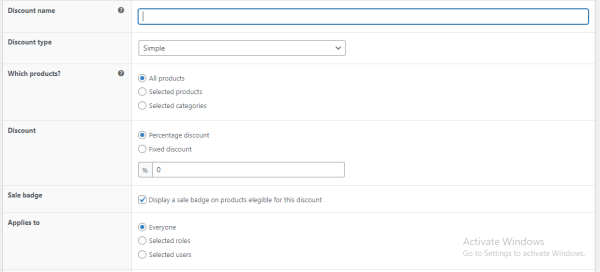 Discount name
Discount type
Simple
Which products?
All products
Selected products
Selected categories
Discount
Percentage discount
Fixed discount
% 0
Sale badge
Display a sale badge on products elegible for this discount
Applies to
Everyone
Selected roles
Selected users
Activate Windows
Go to Settings to activate Windows.